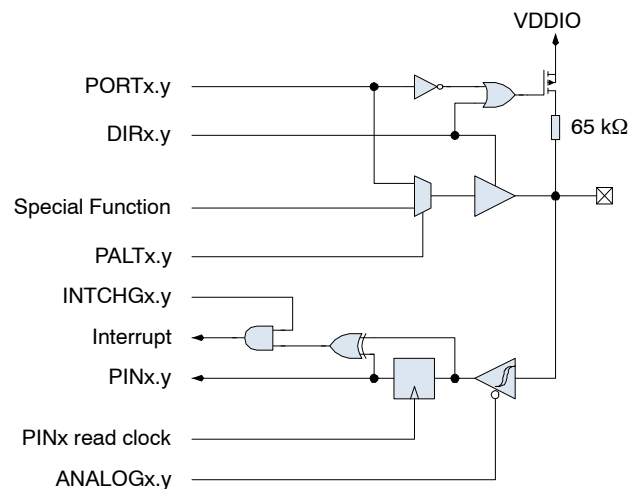 VDDIO
PORTx.y
65 kΩ
DIRx.y
Special Function
PALTx.y
INTCHGx.y
Interrupt
PINx.y
PINx read clock
ANALOGx.y